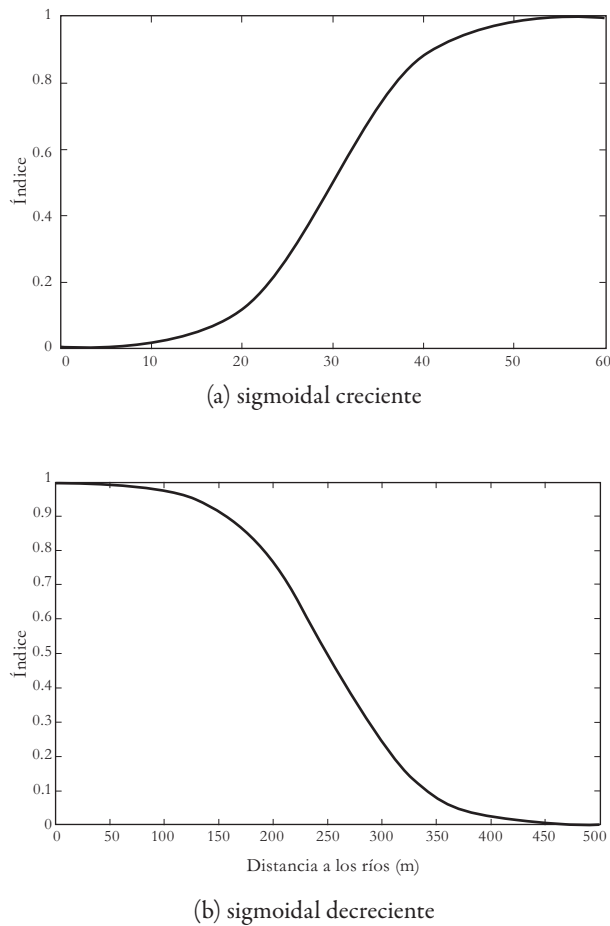 1
0.8
0.6
0.4
0.2
0
Índice
0 10 20 30 40 50 60
(a) sigmoidal creciente
1
0.9
0.8
0.7
0.6
0.5
0.4
0.3
0.2
0.1
0
Índice
0 50 100 150 200 250 300 350 400 450 500
Distancia a los ríos (m)
(b) sigmoidal decreciente